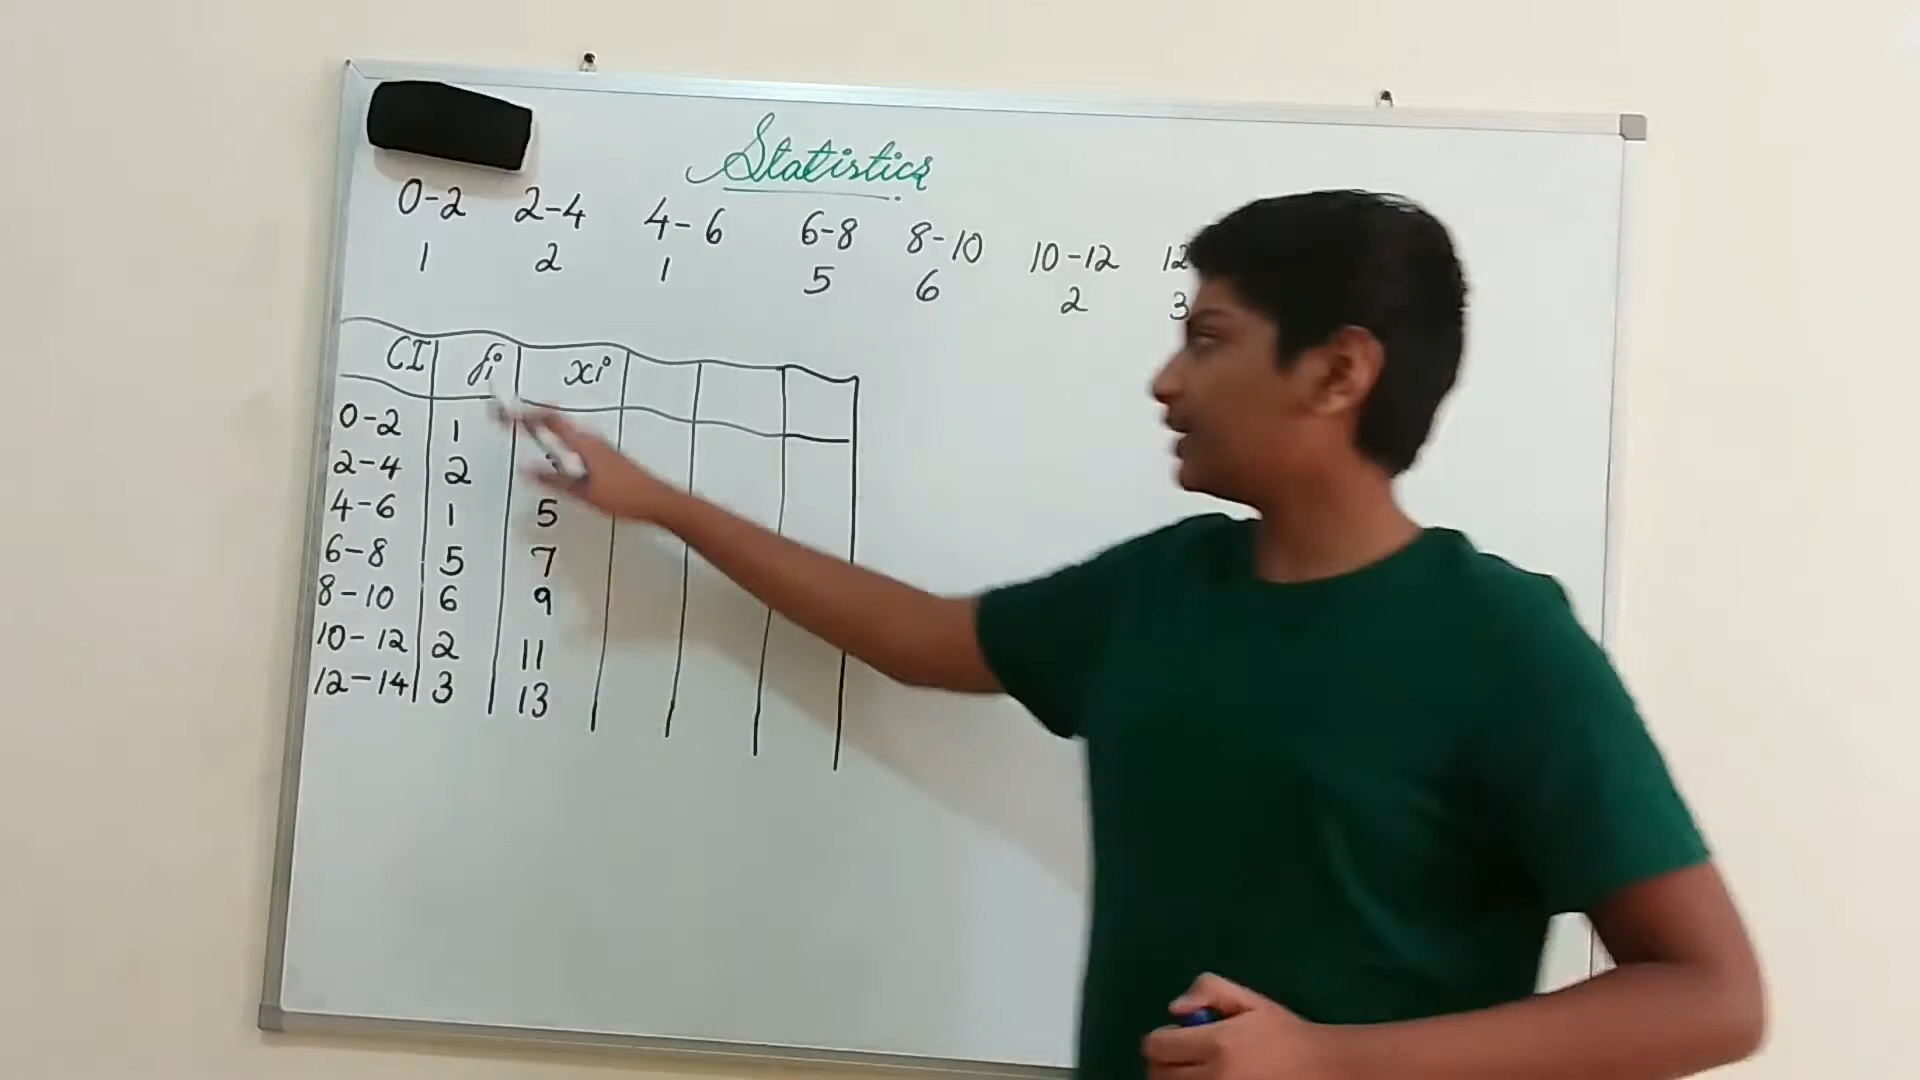 Statistics
0-2 2-4 4-6 6-8 8-10 10-12 12
1 2 1 5 6 2 3
CI fi xi
0-2 1
2-4 2
4-6 1 5
6-8 5 7
8-10 6 9
10-12 2 11
12-14 3 13